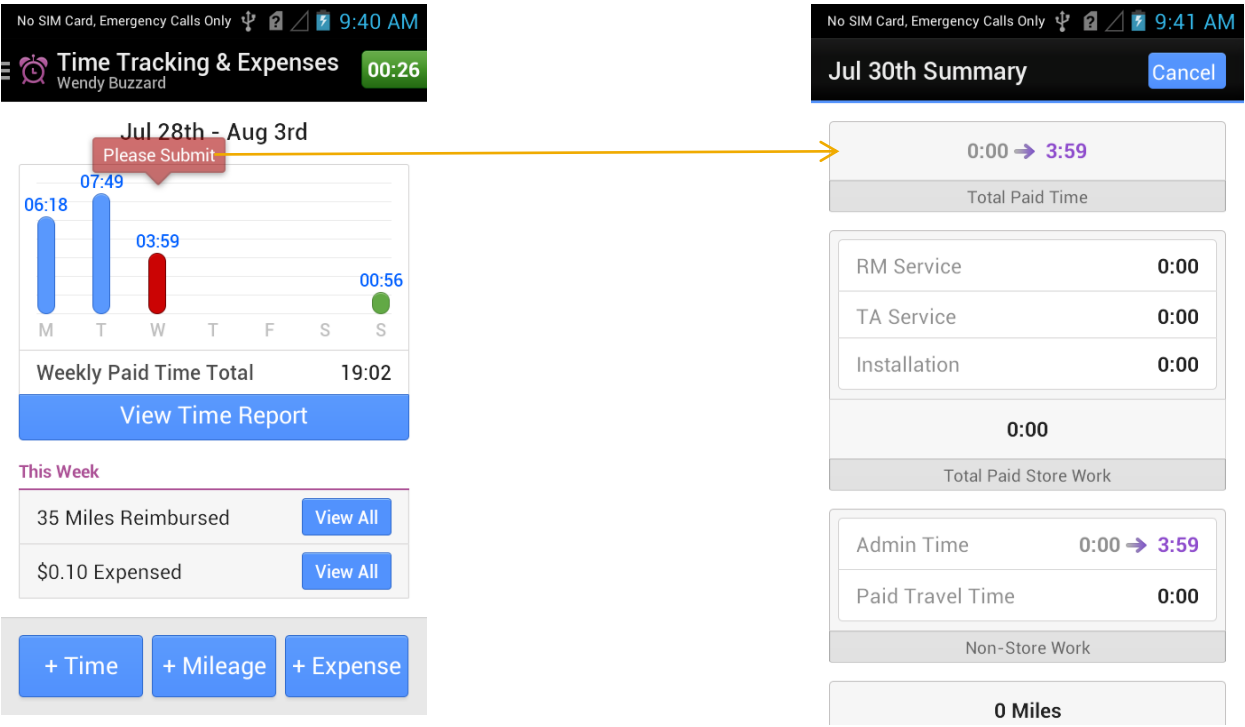 No SIM Card, Emergency Calls Only 9:40 AM
Time Tracking & Expenses
Wendy Buzzard
00:26
Jul 28th - Aug 3rd
Please Submit
07:49
06:18
03:59
00:56
M T W T F S S
Weekly Paid Time Total 19:02
View Time Report
This Week
35 Miles Reimbursed View All
$0.10 Expensed View All
+ Time + Mileage + Expense
No SIM Card, Emergency Calls Only 9:41 AM
Jul 30th Summary Cancel
0:00 → 3:59
Total Paid Time
RM Service 0:00
TA Service 0:00
Installation 0:00
0:00
Total Paid Store Work
Admin Time 0:00 → 3:59
Paid Travel Time 0:00
Non-Store Work
0 Miles